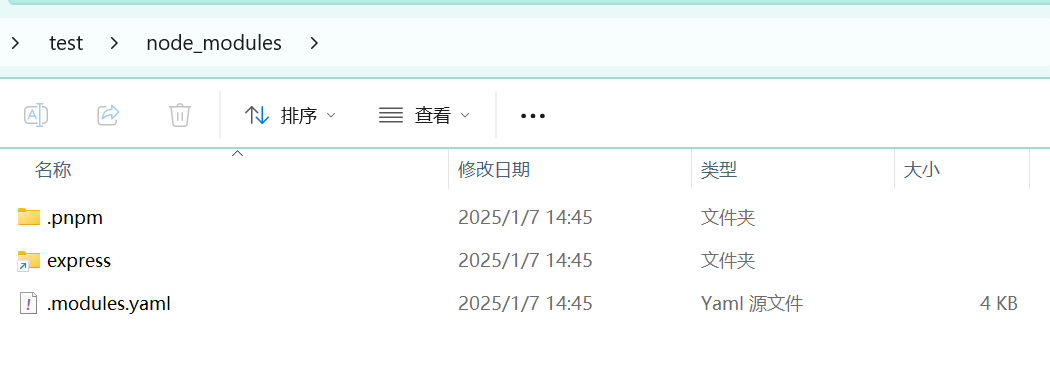 test > node_modules >
排序 查看
名称 修改日期 类型 大小
.pnpm 2025/1/7 14:45 文件夹
express 2025/1/7 14:45 文件夹
.modules.yaml 2025/1/7 14:45 Yaml 源文件 4 KB